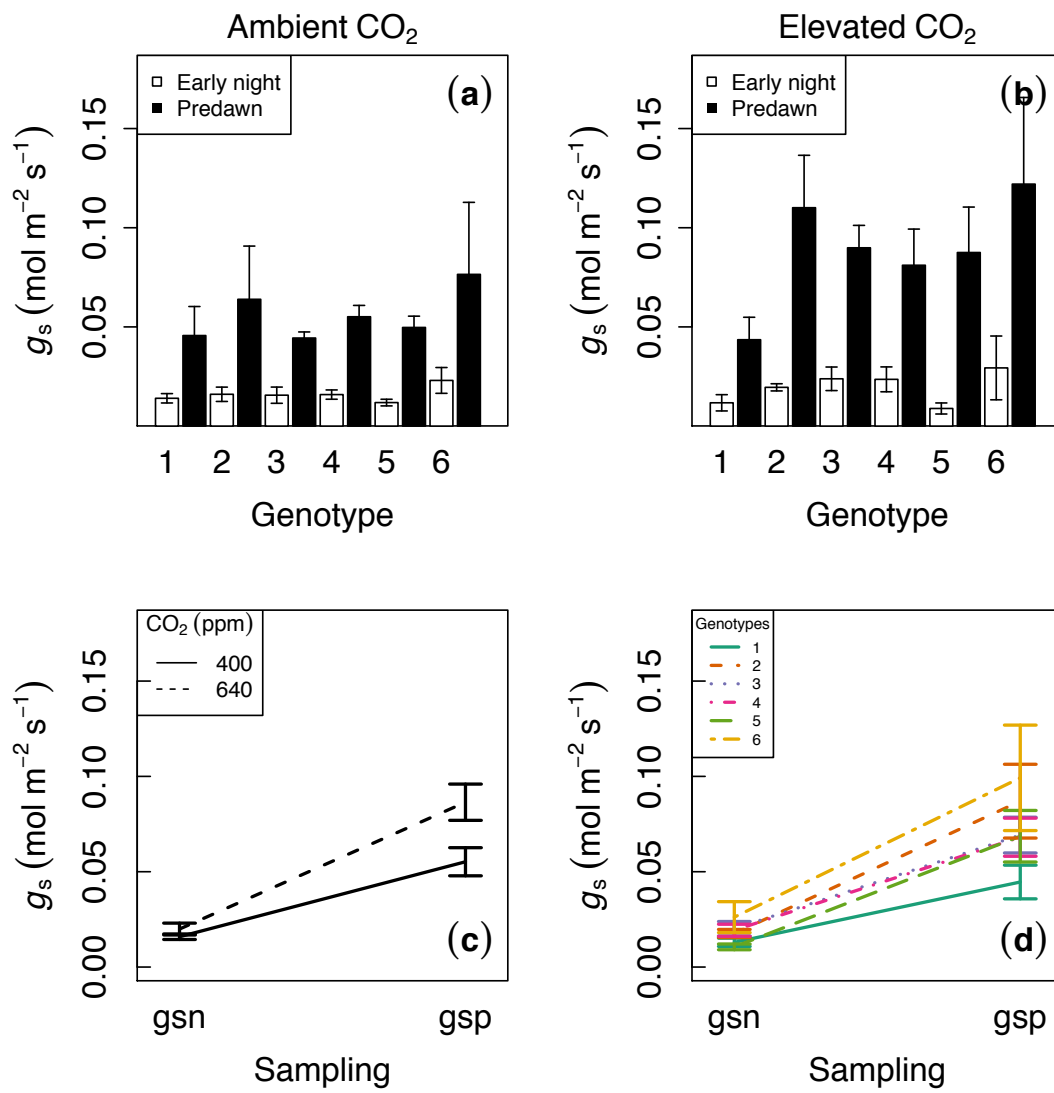 Ambient CO₂
Early night
Predawn
(a)
gₛ (mol m⁻² s⁻¹)
0.05 0.10 0.15
1 2 3 4 5 6
Genotype
Elevated CO₂
Early night
Predawn
(b)
gₛ (mol m⁻² s⁻¹)
0.05 0.10 0.15
1 2 3 4 5 6
Genotype
CO₂ (ppm)
400
640
(c)
gₛ (mol m⁻² s⁻¹)
0.00 0.05 0.10 0.15
gsn gsp
Sampling
Genotypes
1
2
3
4
5
6
(d)
gₛ (mol m⁻² s⁻¹)
0.00 0.05 0.10 0.15
gsn gsp
Sampling